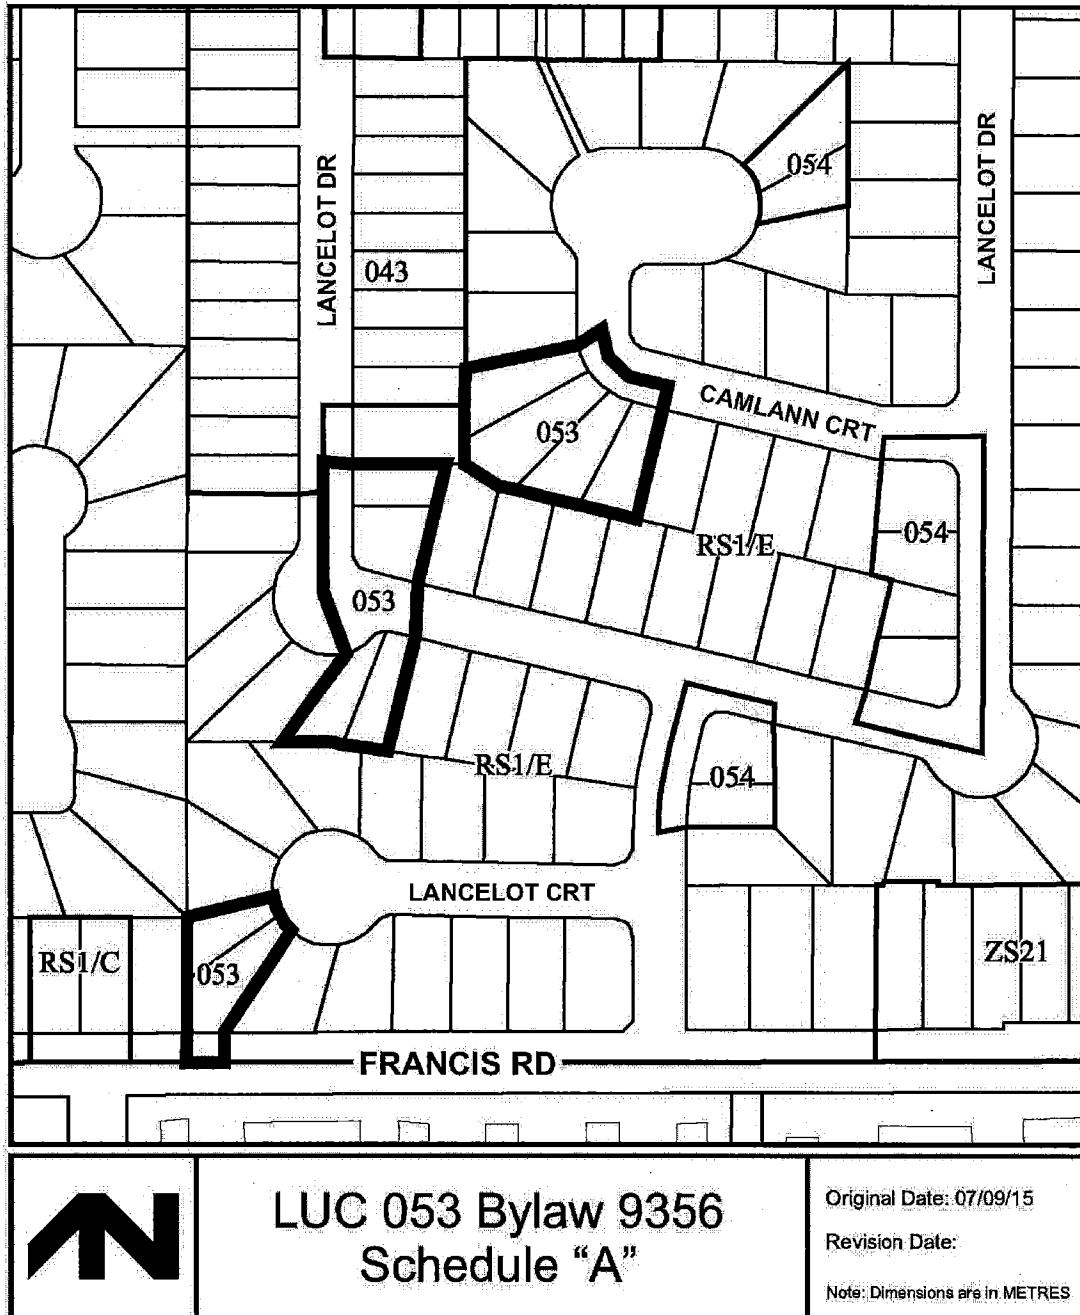 LANCELOT DR
LANCELOT DR
054
043
CAMLANN CRT
053
054
RS1/E
053
RS1/E
054
LANCELOT CRT
RS1/C
053
ZS21
FRANCIS RD
LUC 053 Bylaw 9356
Schedule “A”
Original Date: 07/09/15
Revision Date:
Note: Dimensions are in METRES